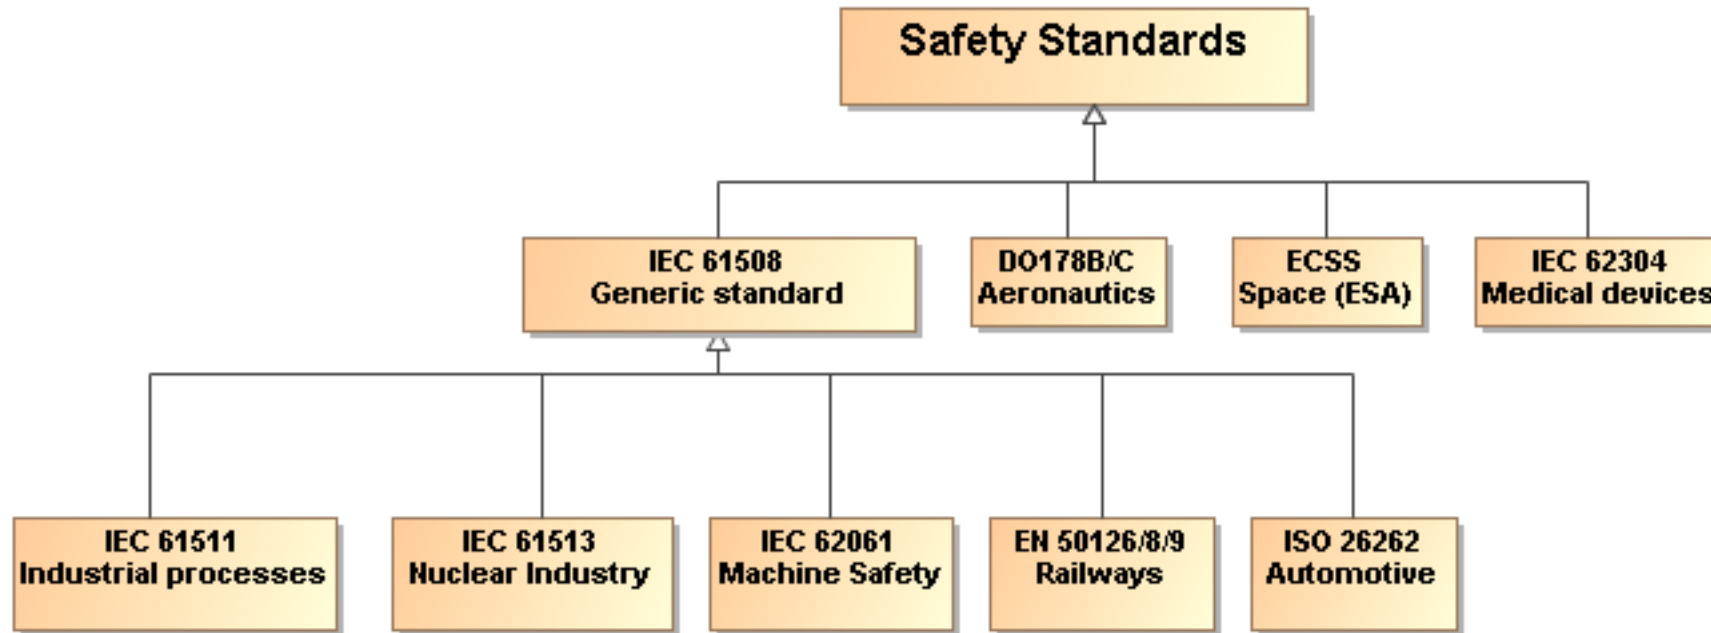 Safety Standards
IEC 61508
Generic standard
DO178B/C
Aeronautics
ECSS
Space (ESA)
IEC 62304
Medical devices
IEC 61511
Industrial processes
IEC 61513
Nuclear Industry
IEC 62061
Machine Safety
EN 50126/8/9
Railways
ISO 26262
Automotive